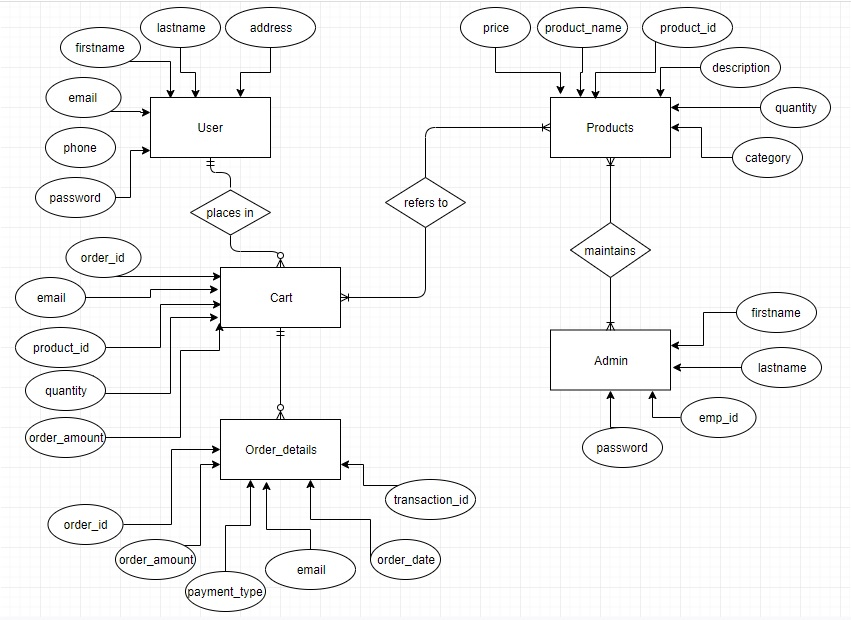 lastname
address
price
product_name
product_id
firstname
description
email
quantity
User
Products
phone
category
password
places in
refers to
maintains
order_id
email
Cart
firstname
product_id
Admin
lastname
quantity
emp_id
order_amount
Order_details
password
transaction_id
order_id
order_amount
email
order_date
payment_type